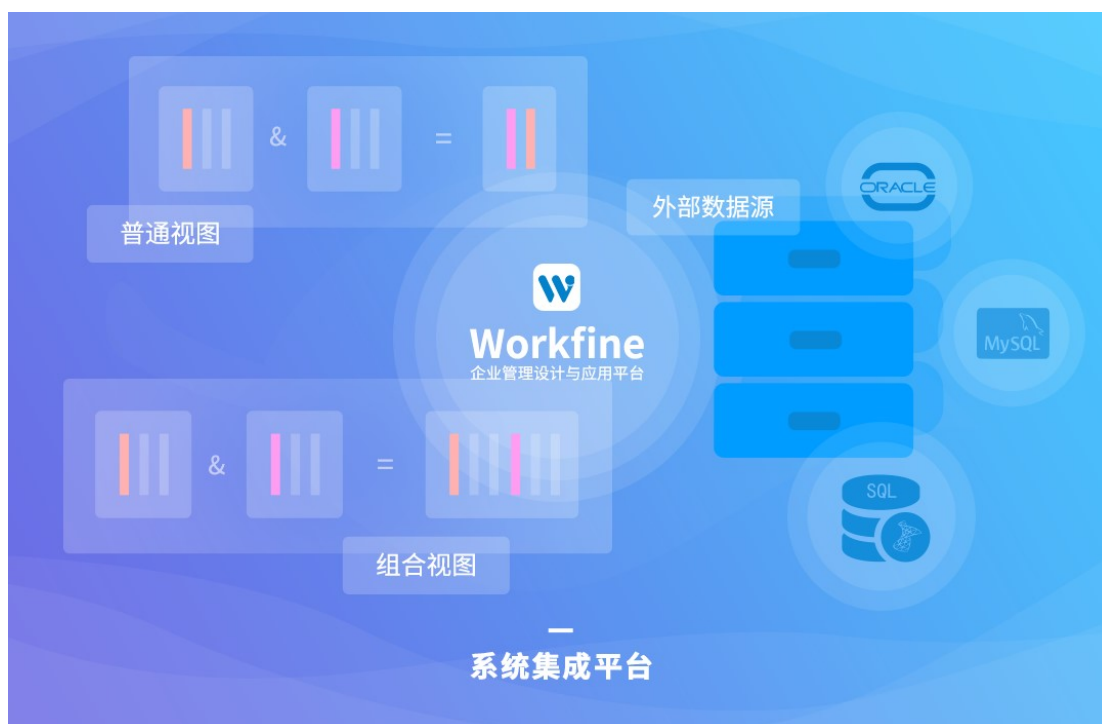 &
=
普通视图
外部数据源
ORACLE
MySQL
W
Workfine
企业管理设计与应用平台
&
=
组合视图
SQL
系统集成平台